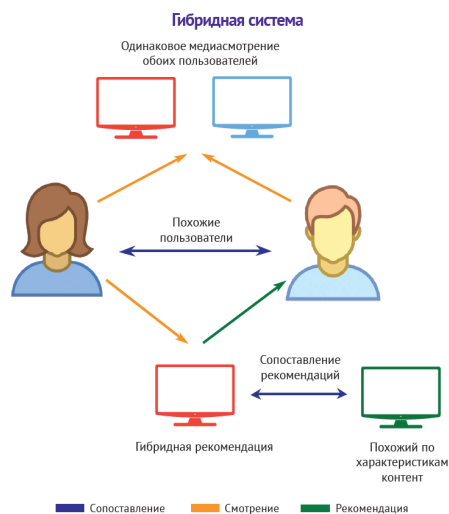 Гибридная система
Одинаковое медиасмотрение
обоих пользователей
Похожие
пользователи
Сопоставление
рекомендаций
Гибридная рекомендация
Похожий по
характеристикам
контент
Сопоставление
Смотрение
Рекомендация